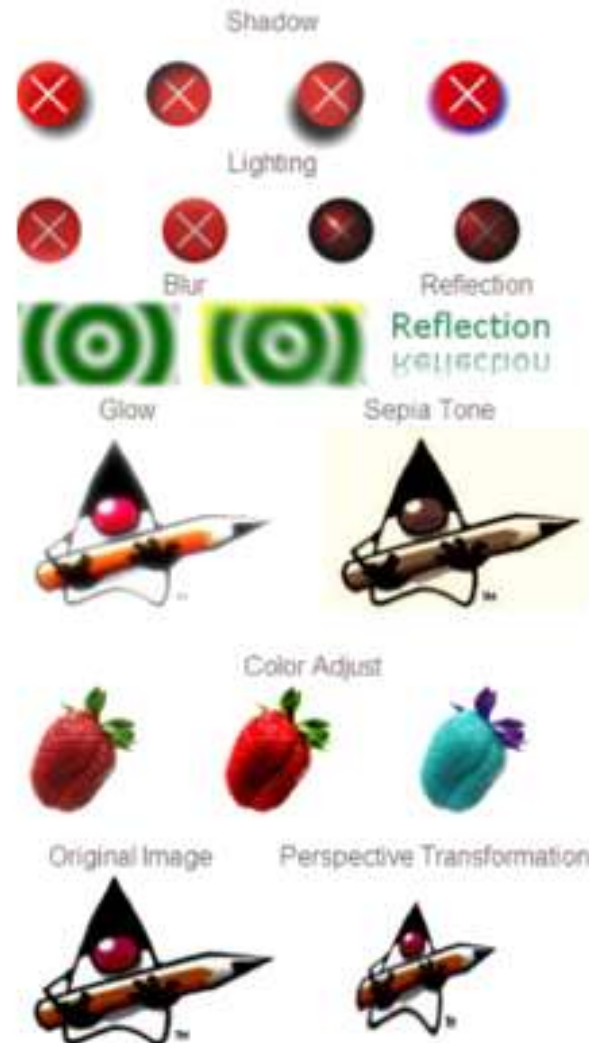 Shadow
Lighting
Blur Reflection
Reflection
Reflection
Glow Sepia Tone
Color Adjust
Original Image Perspective Transformation